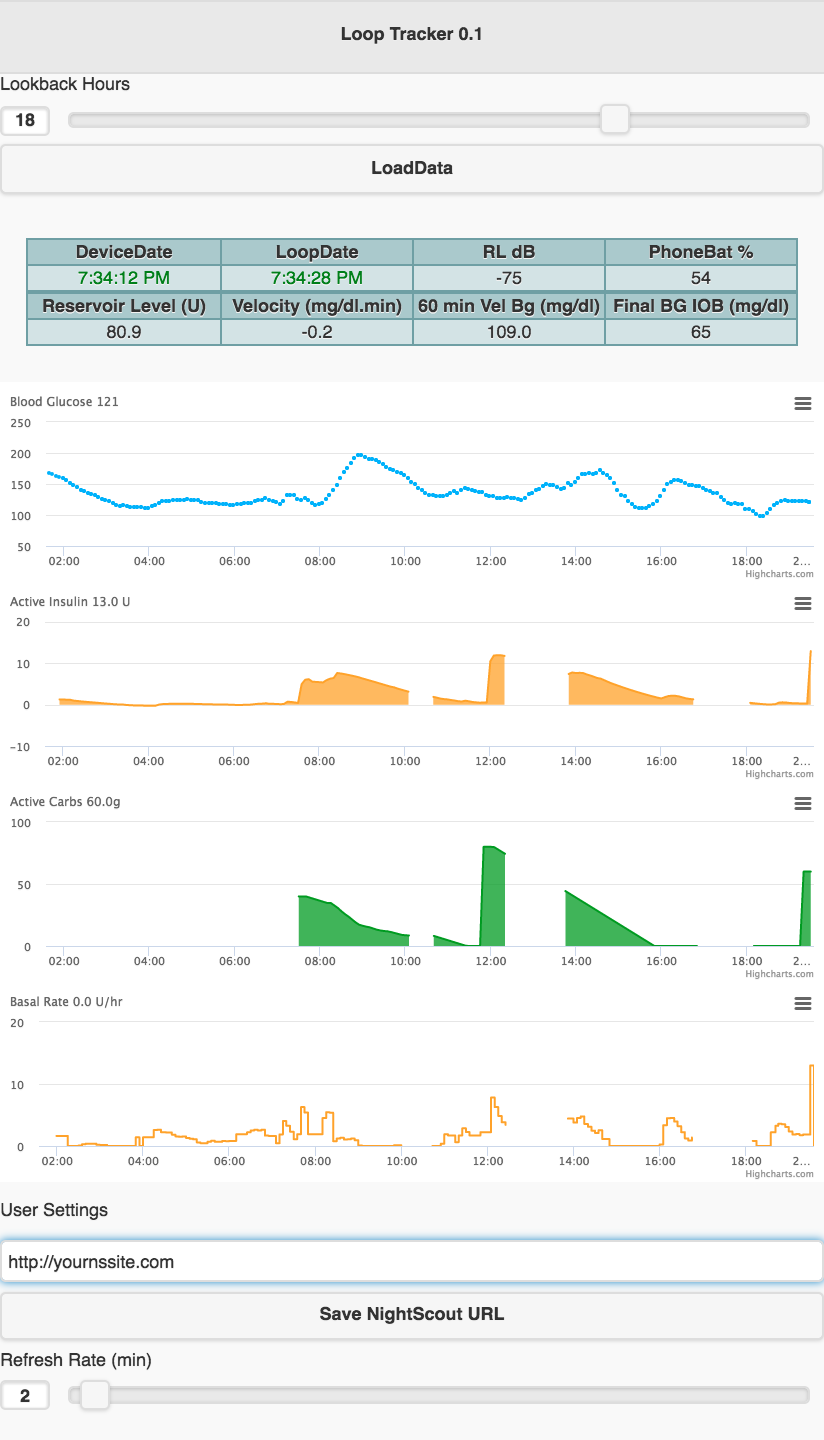 Loop Tracker 0.1
Lookback Hours
18
LoadData
DeviceDate LoopDate RL dB PhoneBat %
7:34:12 PM 7:34:28 PM -75 54
Reservoir Level (U) Velocity (mg/dl.min) 60 min Vel Bg (mg/dl) Final BG IOB (mg/dl)
80.9 -0.2 109.0 65
Blood Glucose 121
250
200
150
100
50
02:00 04:00 06:00 08:00 10:00 12:00 14:00 16:00 18:00 2...
Highcharts.com
Active Insulin 13.0 U
20
10
0
−10
02:00 04:00 06:00 08:00 10:00 12:00 14:00 16:00 18:00 2...
Highcharts.com
Active Carbs 60.0g
100
50
0
02:00 04:00 06:00 08:00 10:00 12:00 14:00 16:00 18:00 2...
Highcharts.com
Basal Rate 0.0 U/hr
20
10
0
02:00 04:00 06:00 08:00 10:00 12:00 14:00 16:00 18:00 2...
Highcharts.com
User Settings
http://yournssite.com
Save NightScout URL
Refresh Rate (min)
2